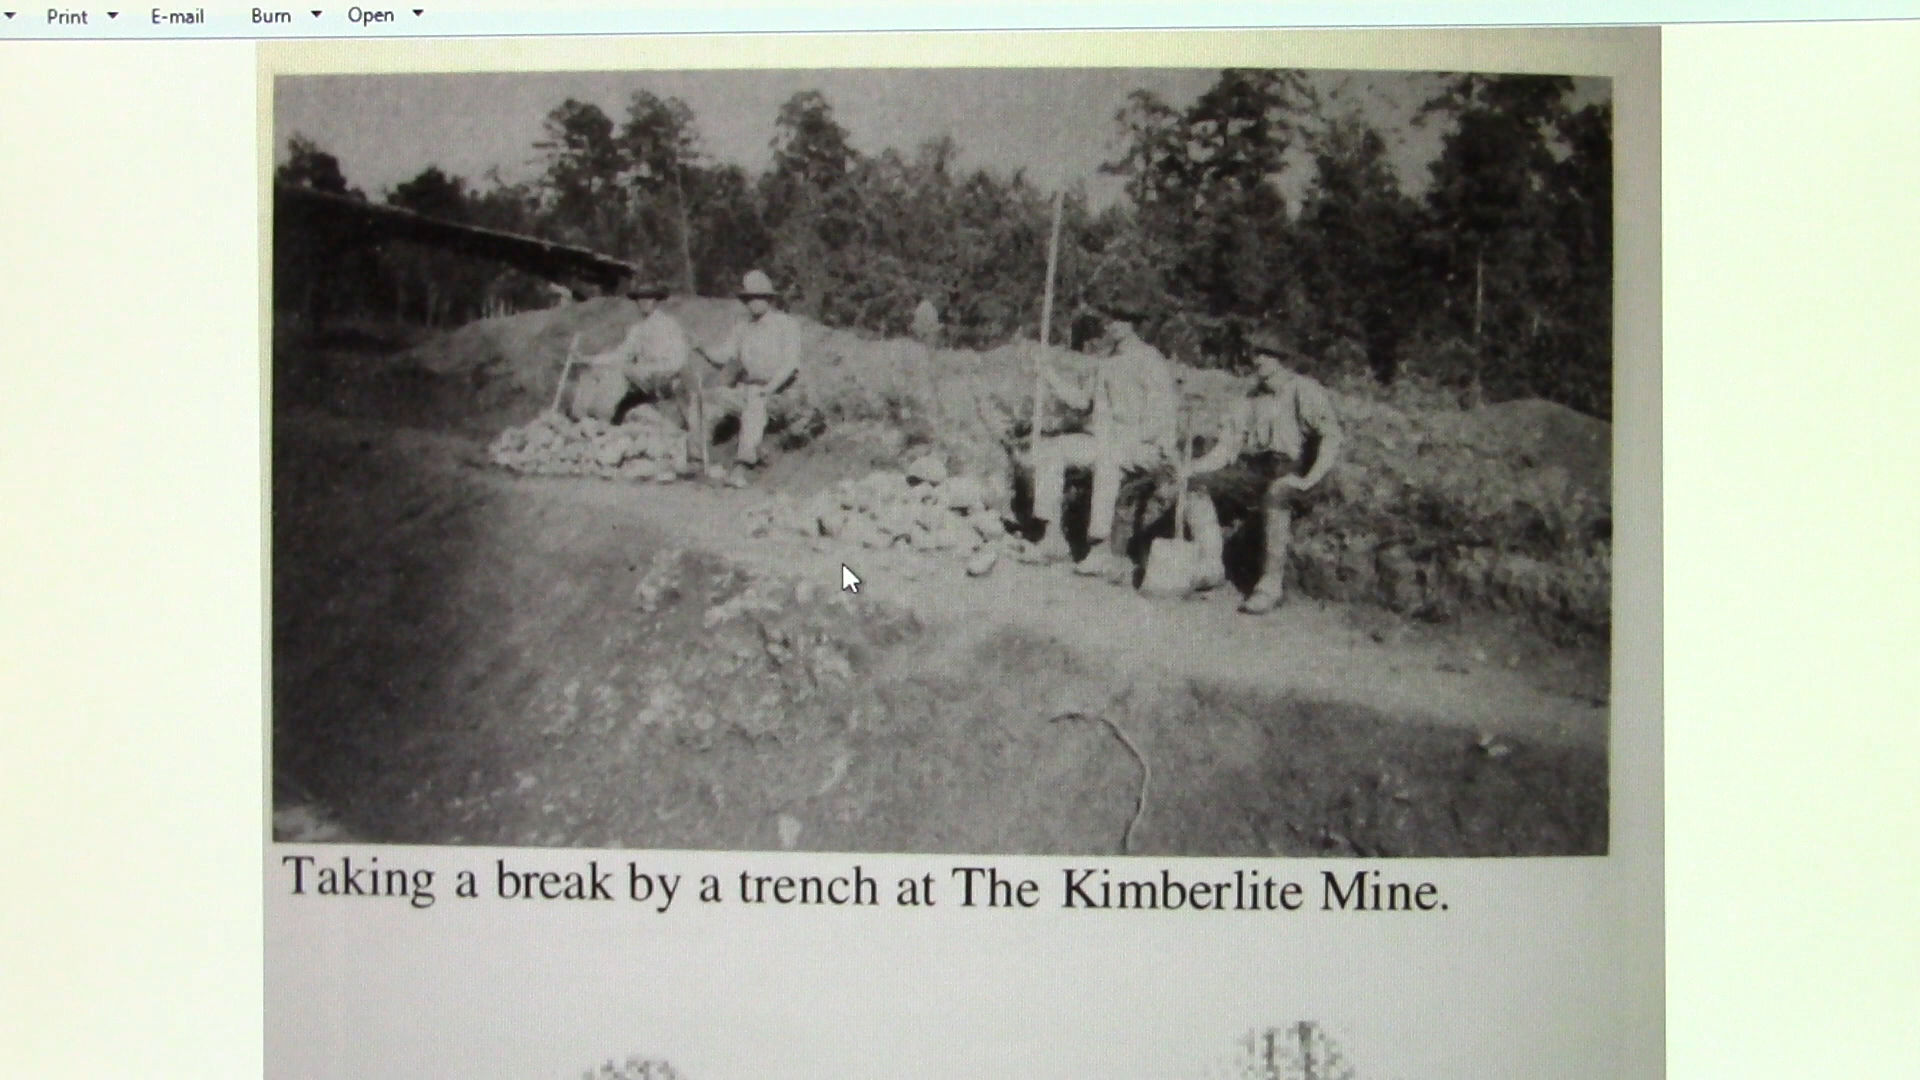 Print E-mail Burn Open
Taking a break by a trench at The Kimberlite Mine.